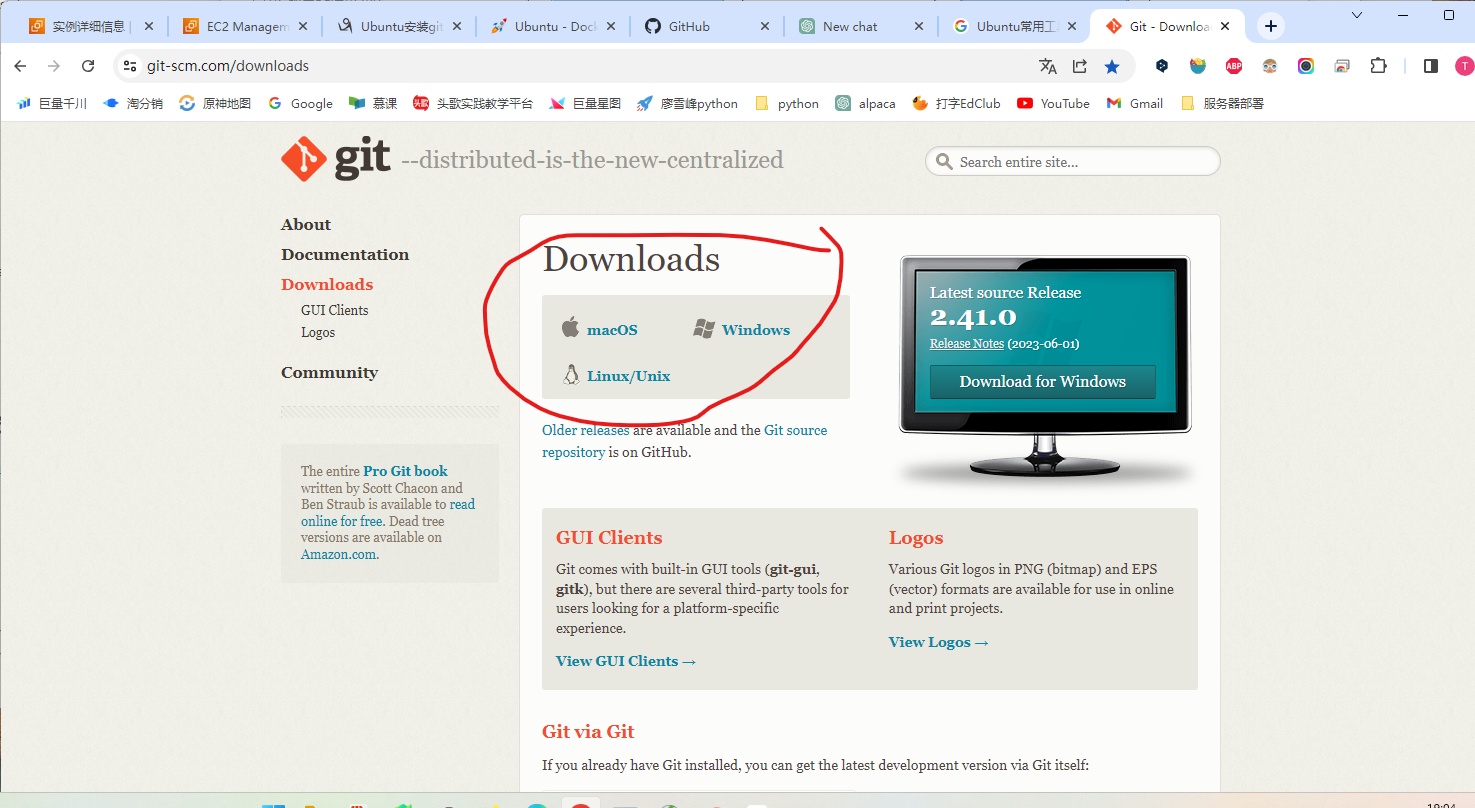 实例详细信息
EC2 Managem
Ubuntu安装git
Ubuntu - Dock
GitHub
New chat
Ubuntu常用工
Git - Downloa
git-scm.com/downloads
ABP
T
巨量千川
淘分销
原神地图
Google
慕课
头歌
头歌实践教学平台
巨量星图
廖雪峰python
python
alpaca
打字EdClub
YouTube
Gmail
服务器部署
git --distributed-is-the-new-centralized
Search entire site...
About
Documentation
Downloads
GUI Clients
Logos
Community
The entire Pro Git book
written by Scott Chacon and
Ben Straub is available to read
online for free. Dead tree
versions are available on
Amazon.com.
Downloads
macOS
Windows
Linux/Unix
Older releases are available and the Git source
repository is on GitHub.
Latest source Release
2.41.0
Release Notes (2023-06-01)
Download for Windows
GUI Clients
Git comes with built-in GUI tools (git-gui,
gitk), but there are several third-party tools for
users looking for a platform-specific
experience.
View GUI Clients →
Logos
Various Git logos in PNG (bitmap) and EPS
(vector) formats are available for use in online
and print projects.
View Logos →
Git via Git
If you already have Git installed, you can get the latest development version via Git itself: